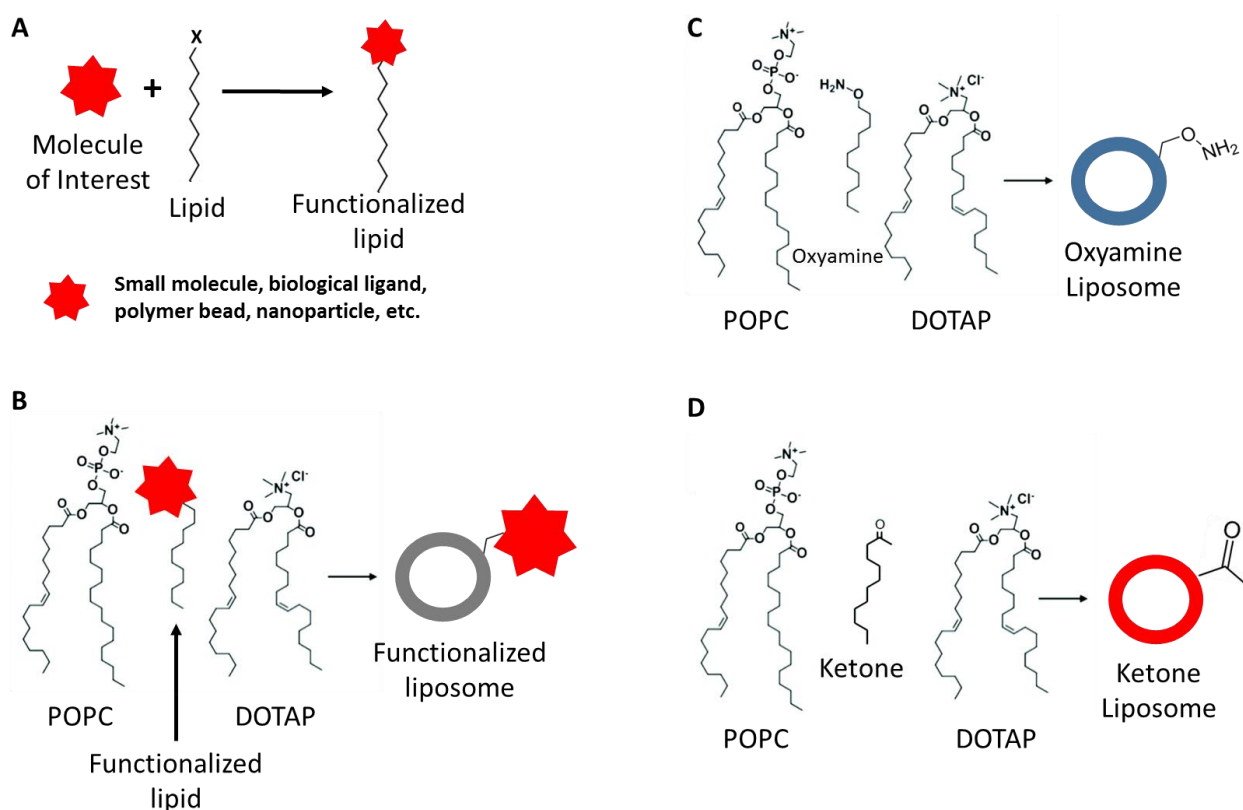 A
X
+
Molecule
of Interest
Lipid
Functionalized
lipid
Small molecule, biological ligand,
polymer bead, nanoparticle, etc.
B
N+
O
O P O-
O
O
O
O
O
Cl-
N+
O
O
O
O
POPC
DOTAP
Functionalized
lipid
Functionalized
liposome
C
N+
O
O P O-
O
O
O
O
O
H2N
O
Cl-
N+
O
O
O
O
Oxyamine
POPC
DOTAP
O
NH2
Oxyamine
Liposome
D
N+
O
O P O-
O
O
O
O
O
O
Cl-
N+
O
O
O
O
Ketone
POPC
DOTAP
O
Ketone
Liposome